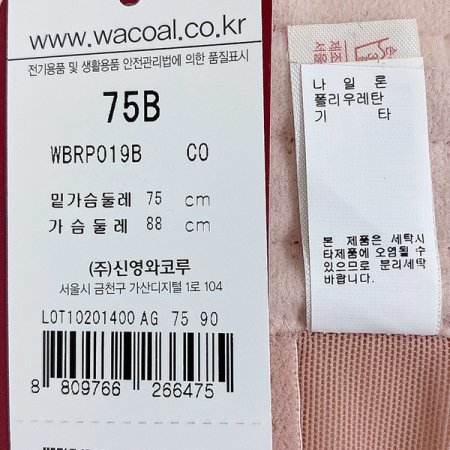 www.wacoal.co.kr
전기용품 및 생활용품 안전관리법에 의한 품질표시
75B
WBRP019B CO
밑가슴둘레 75 cm
가슴둘레 88 cm
(주)신영와코루
서울시 금천구 가산디지털 1로 104
LOT10201400 AG 75 90
8 809766 266475
나일론
폴리우레탄
기타
본 제품은 세탁시
타제품에 오염될 수
있으므로 분리세탁
바랍니다.